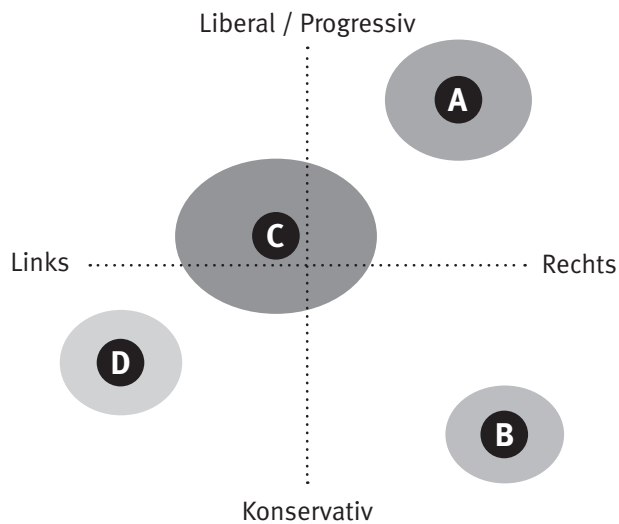 Liberal / Progressiv
A
C
Links
Rechts
D
B
Konservativ